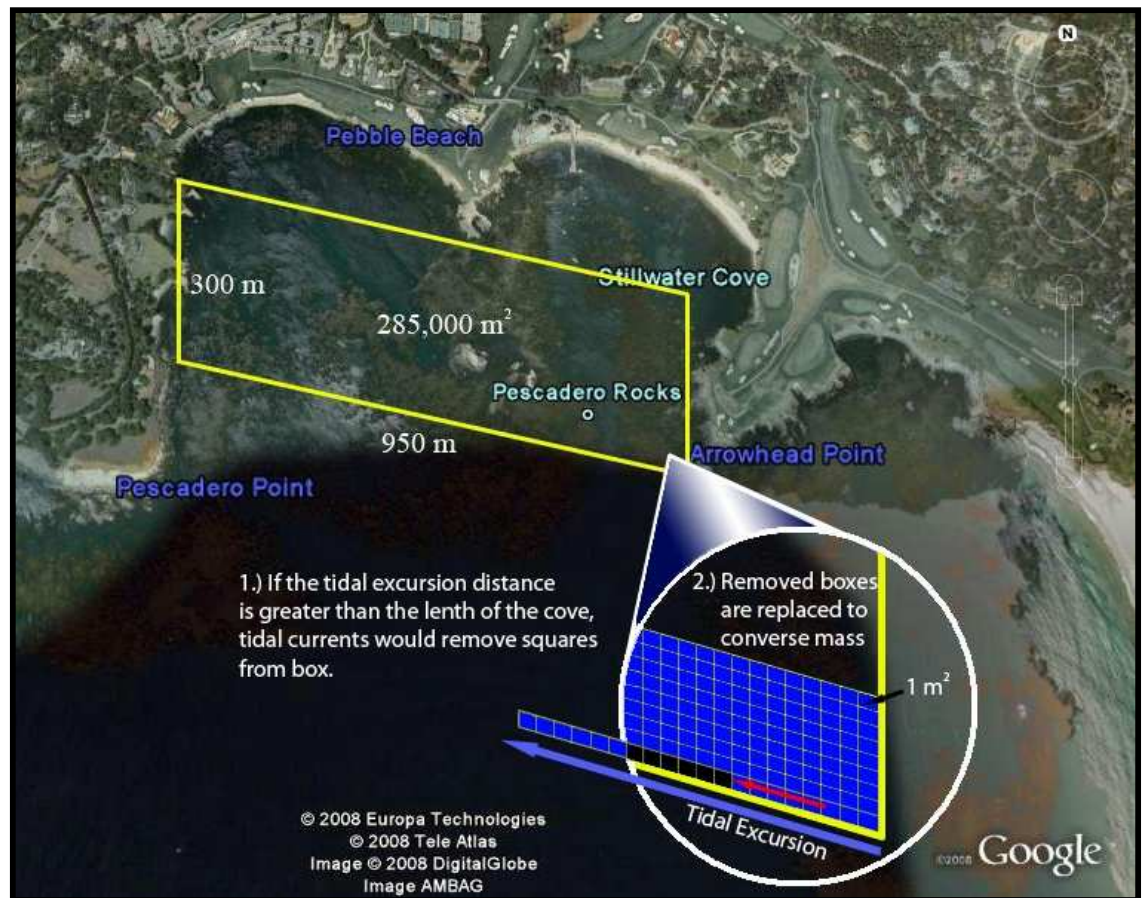 N
Pebble Beach
Stillwater Cove
300 m
285,000 m²
Pescadero Rocks
950 m
Arrowhead Point
Pescadero Point
1.) If the tidal excursion distance
is greater than the lenth of the cove,
tidal currents would remove squares
from box.
2.) Removed boxes
are replaced to
converse mass
1 m²
Tidal Excursion
© 2008 Europa Technologies
© 2008 Tele Atlas
Image © 2008 DigitalGlobe
Image AMBAG
©2008 Google